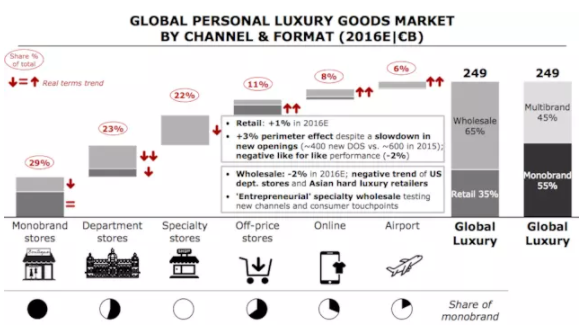 GLOBAL PERSONAL LUXURY GOODS MARKET
BY CHANNEL & FORMAT (2016E|CB)
Share %
of total
= Real terms trend
29%
23%
22%
11%
8%
6%
=
• Retail: +1% in 2016E
• +3% perimeter effect despite a slowdown in
new openings (~400 new DOS vs. ~600 in 2015);
negative like for like performance (-2%)
• Wholesale: -2% in 2016E; negative trend of US
dept. stores and Asian hard luxury retailers
• 'Entrepreneurial' specialty wholesale testing
new channels and consumer touchpoints
249
Wholesale
65%
Retail 35%
249
Multibrand
45%
Monobrand
55%
Monobrand
stores
Department
stores
Specialty
stores
Off-price
stores
Online
Airport
Global
Luxury
Global
Luxury
Share of
monobrand